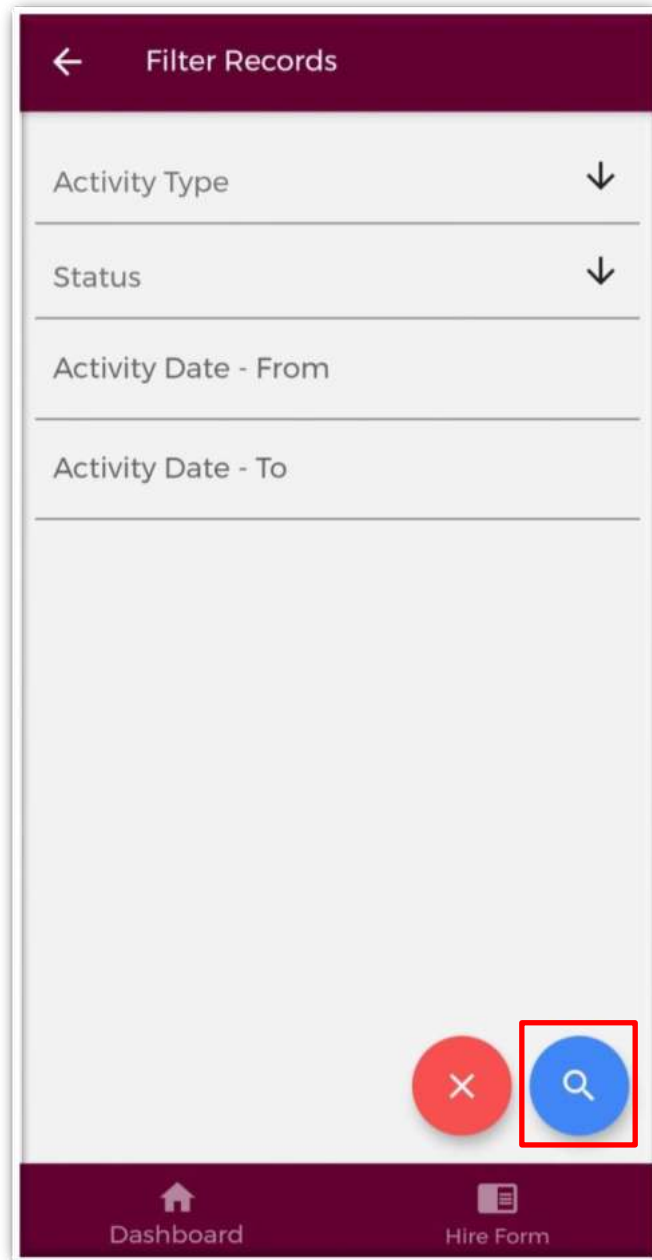 Filter Records
Activity Type
Status
Activity Date - From
Activity Date - To
Dashboard
Hire Form